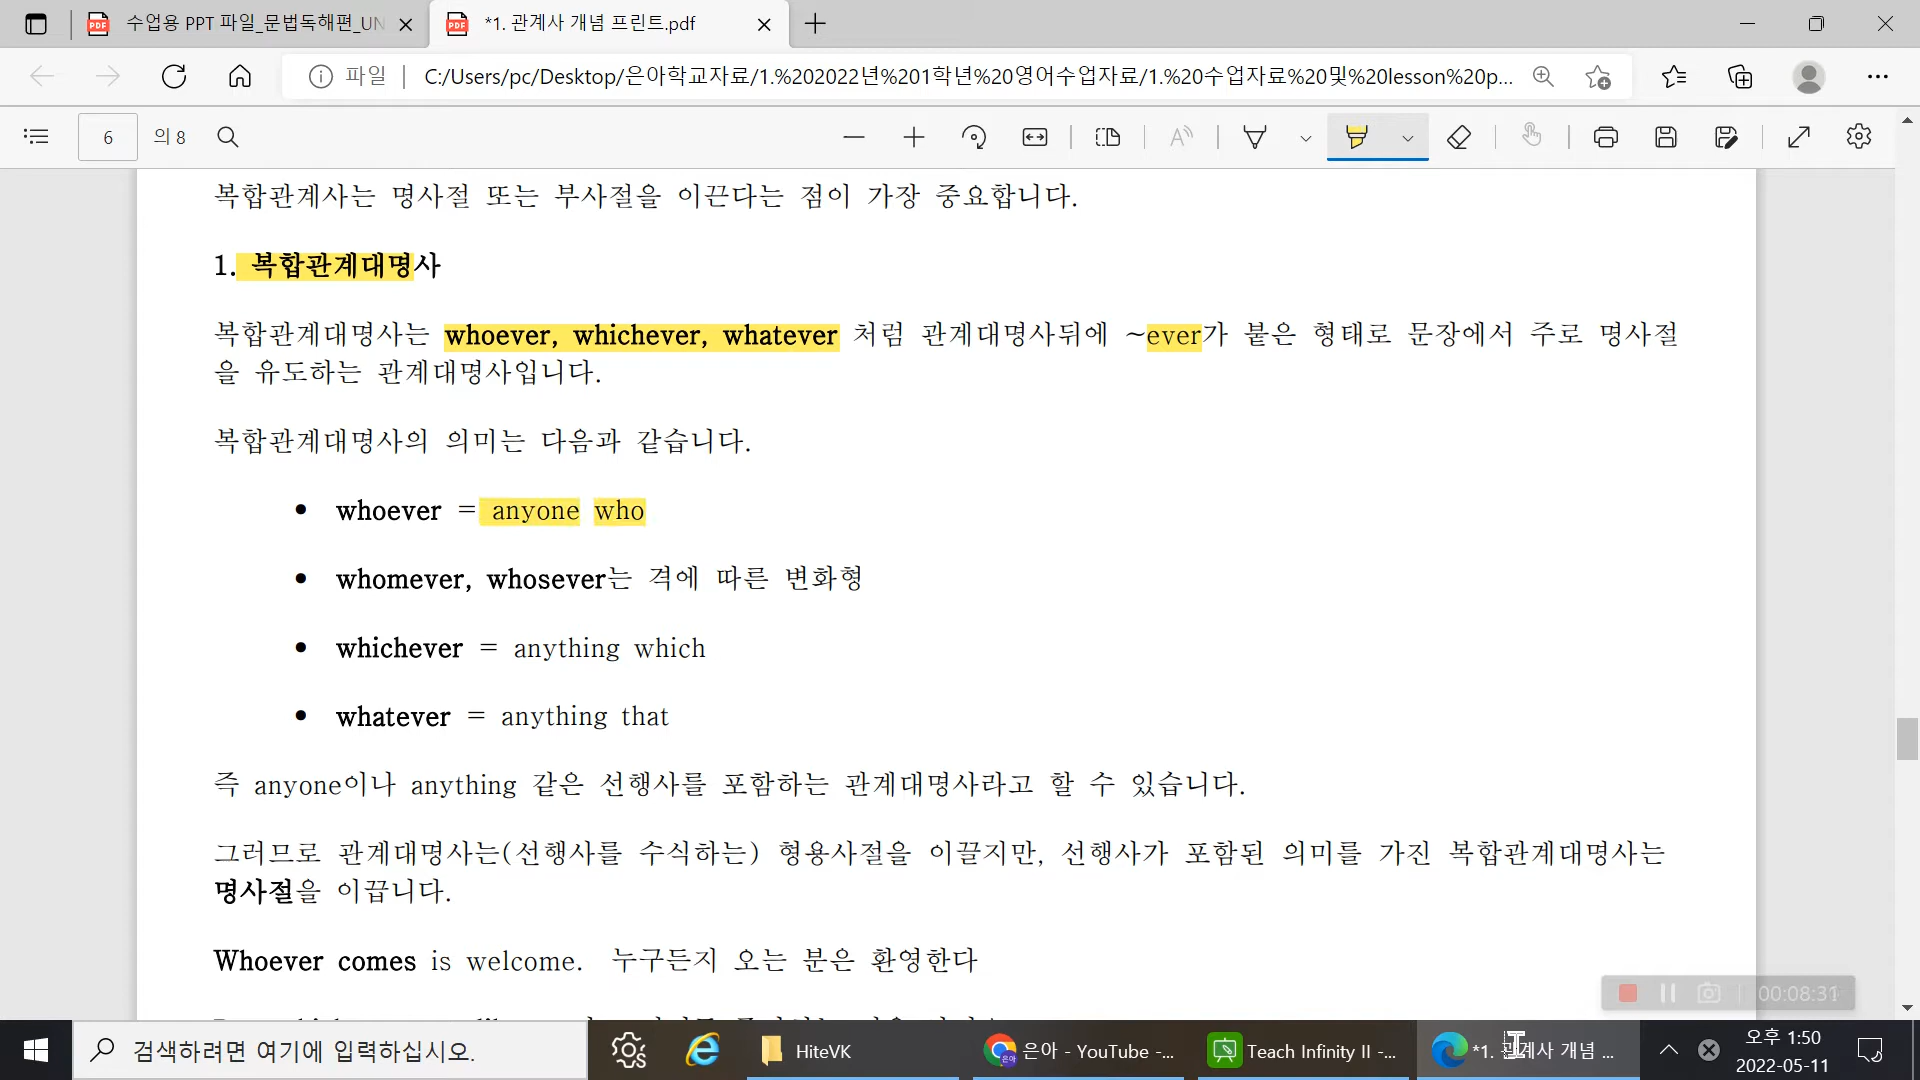 수업용 PPT 파일_문법독해편_UN
*1. 관계사 개념 프린트.pdf
파일
C:/Users/pc/Desktop/은아학교자료/1.%202022년%201학년%20영어수업자료/1.%20수업자료%20및%20lesson%20p...
6 의 8
복합관계사는 명사절 또는 부사절을 이끈다는 점이 가장 중요합니다.
1. 복합관계대명사
복합관계대명사는 whoever, whichever, whatever 처럼 관계대명사뒤에 ~ever가 붙은 형태로 문장에서 주로 명사절
을 유도하는 관계대명사입니다.
복합관계대명사의 의미는 다음과 같습니다.
• whoever = anyone who
• whomever, whosever는 격에 따른 변화형
• whichever = anything which
• whatever = anything that
즉 anyone이나 anything 같은 선행사를 포함하는 관계대명사라고 할 수 있습니다.
그러므로 관계대명사는(선행사를 수식하는) 형용사절을 이끌지만, 선행사가 포함된 의미를 가진 복합관계대명사는
명사절을 이끕니다.
Whoever comes is welcome. 누구든지 오는 분은 환영한다
00:08:31
검색하려면 여기에 입력하십시오.
HiteVK
은아 - YouTube -...
Teach Infinity II -...
*1. 관계사 개념 ...
오후 1:50
2022-05-11